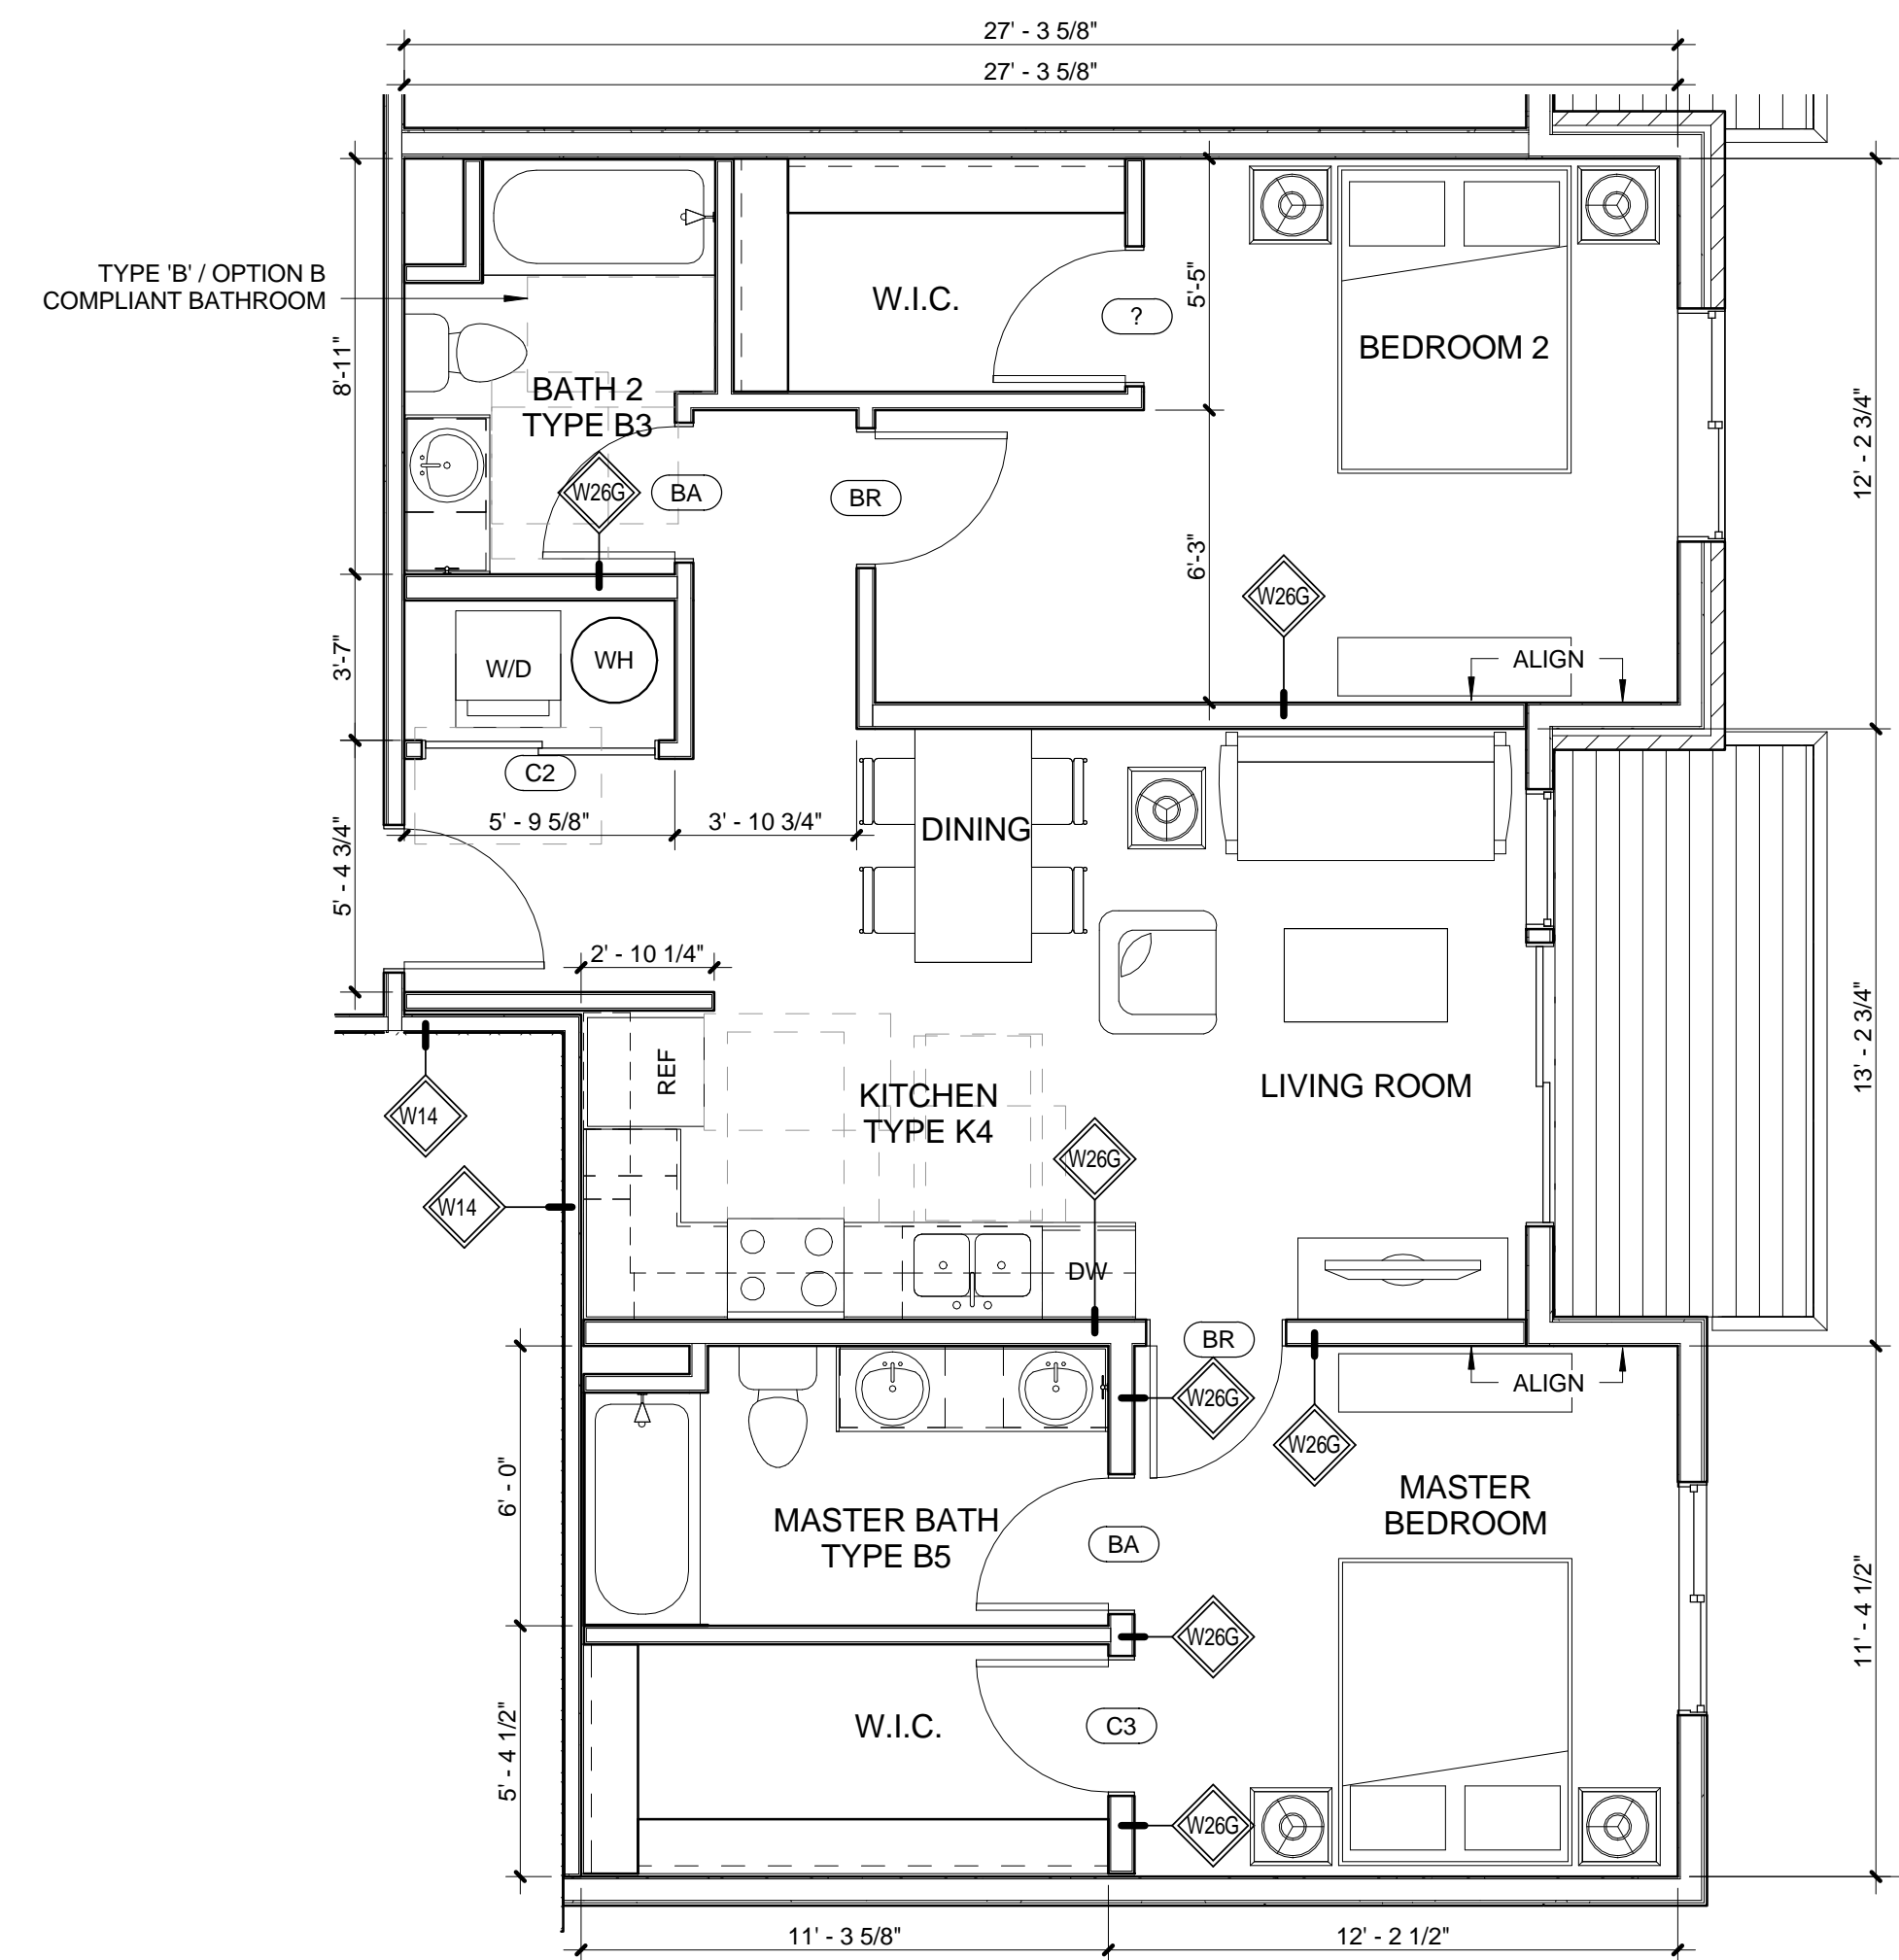 27' - 3 5/8"
27' - 3 5/8"
TYPE 'B' / OPTION B
COMPLIANT BATHROOM
W.I.C.
?
5'-5"
BEDROOM 2
8'-11"
BATH 2
TYPE B3
12' - 2 3/4"
W26G
BA
BR
6'-3"
W26G
3'-7"
W/D
WH
ALIGN
C2
5' - 9 5/8"
3' - 10 3/4"
DINING
5' - 4 3/4"
2' - 10 1/4"
REF
KITCHEN
TYPE K4
LIVING ROOM
13' - 2 3/4"
W14
W26G
W14
DW
BR
W26G
ALIGN
W26G
6' - 0"
MASTER BATH
TYPE B5
MASTER
BEDROOM
BA
11' - 4 1/2"
W26G
5' - 4 1/2"
W.I.C.
C3
W26G
11' - 3 5/8"
12' - 2 1/2"